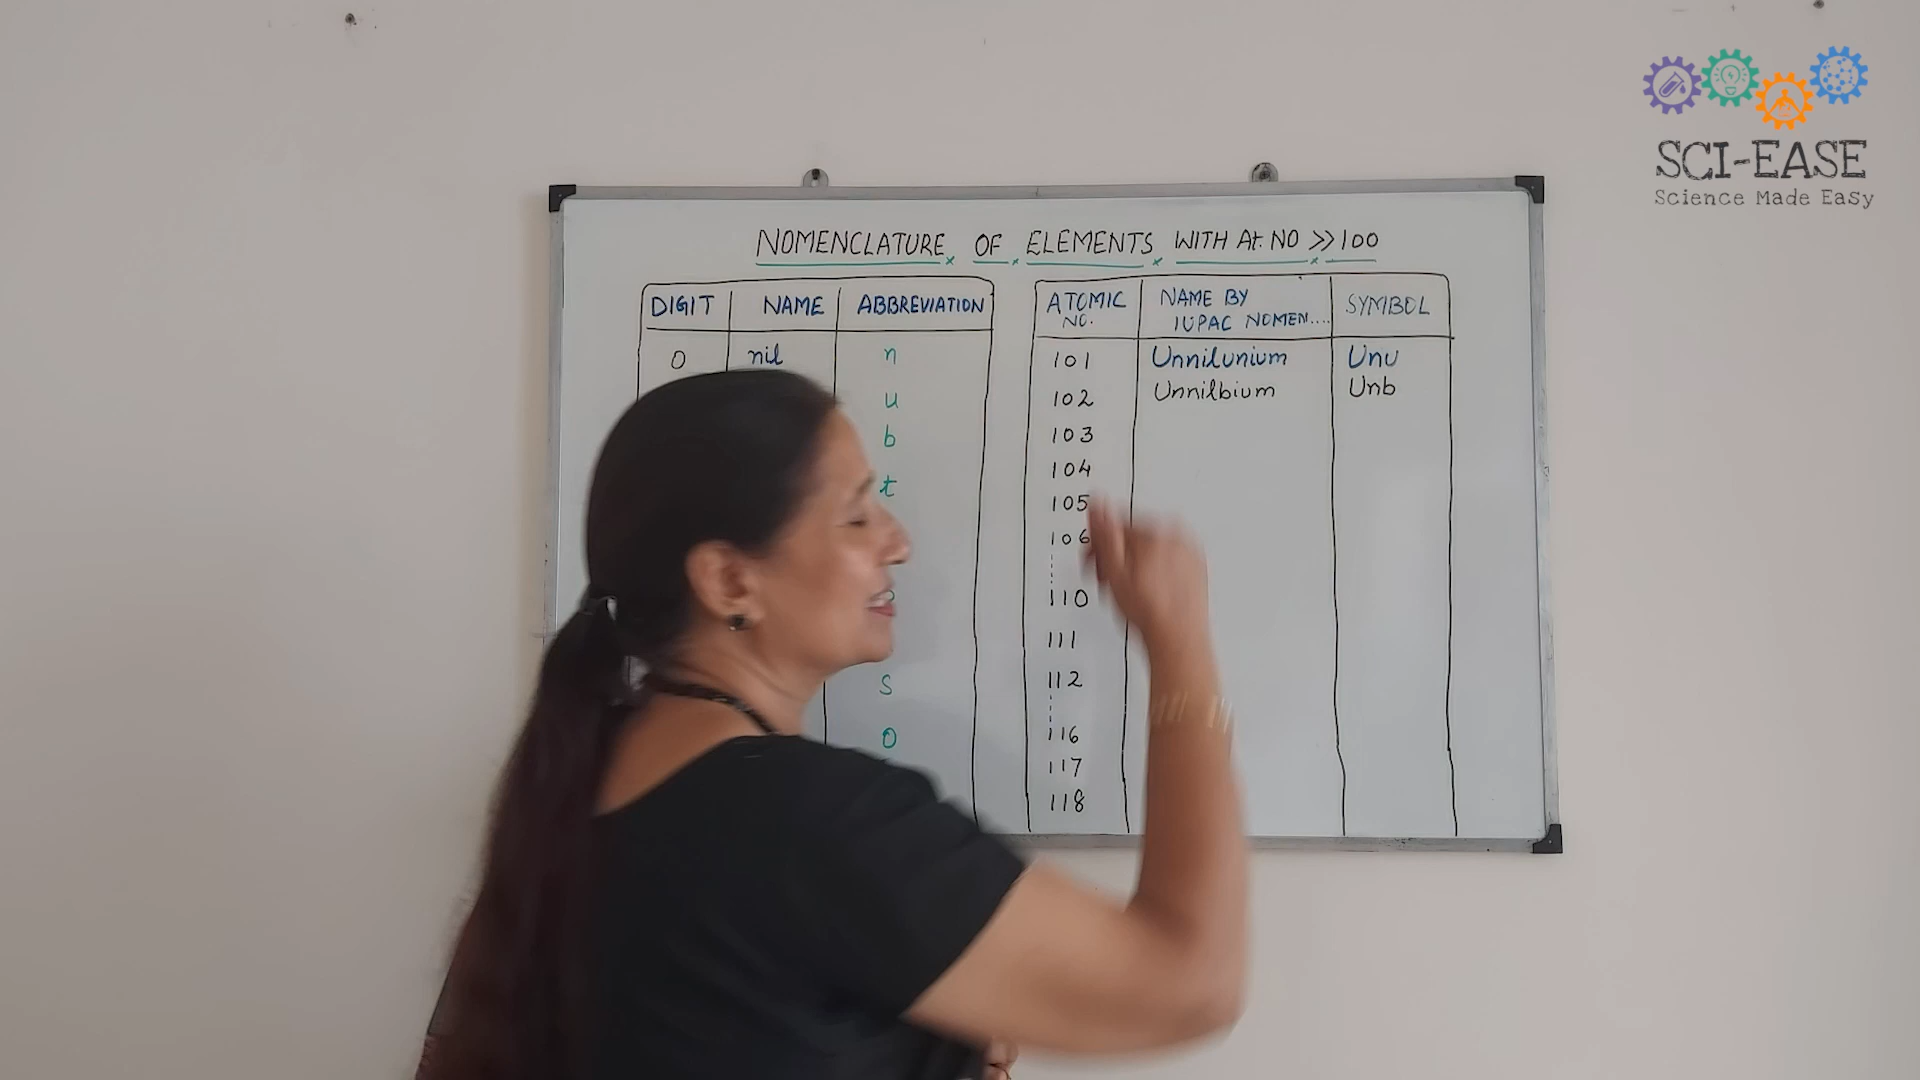 SCI-EASE
Science Made Easy
NOMENCLATURE OF ELEMENTS WITH At. NO >> 100
DIGIT NAME ABBREVIATION
0 nil n
u
b
t
s
o
ATOMIC NO. NAME BY IUPAC NOMEN.... SYMBOL
101 Unnilunium Unu
102 Unnilbium Unb
103
104
105
106
110
111
112
116
117
118